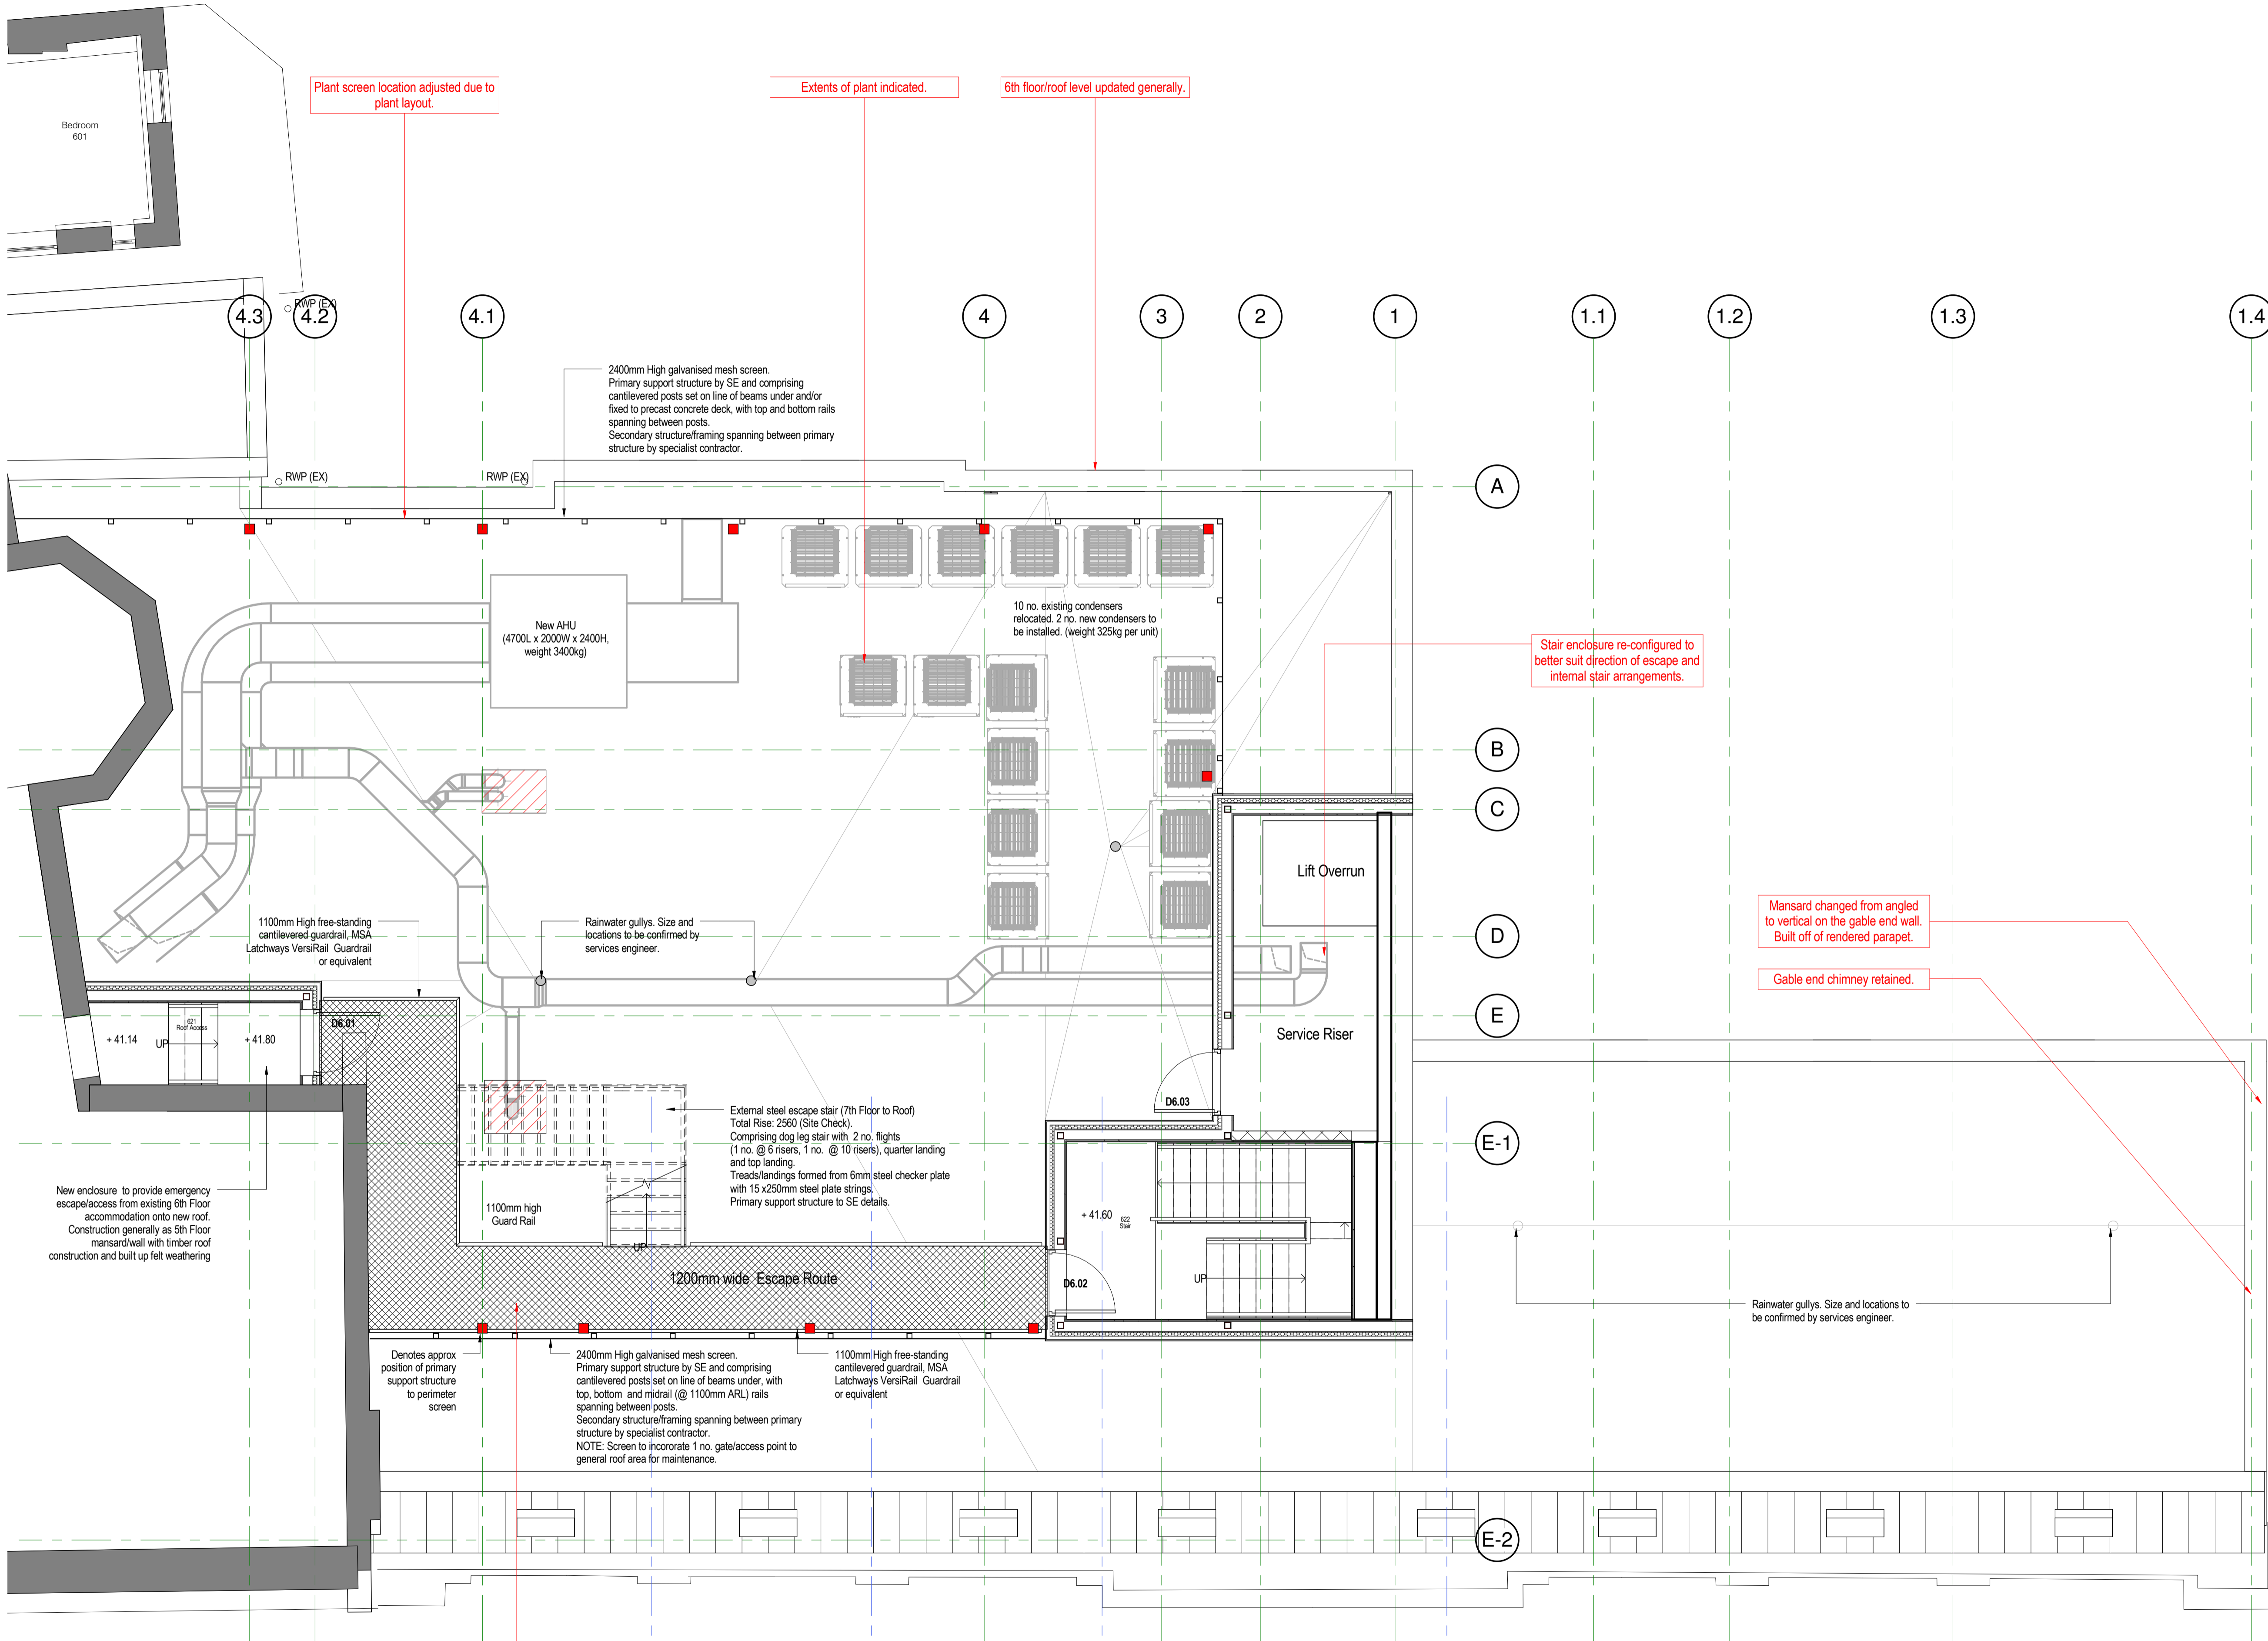 Bedroom
601
Plant screen location adjusted due to
plant layout.
Extents of plant indicated.
6th floor/roof level updated generally.
RWP (EX)
4.3
4.2
4.1
4
3
2
1
1.1
1.2
1.3
1.4
2400mm High galvanised mesh screen.
Primary support structure by SE and comprising
cantilevered posts set on line of beams under and/or
fixed to precast concrete deck, with top and bottom rails
spanning between posts.
Secondary structure/framing spanning between primary
structure by specialist contractor.
RWP (EX)
RWP (EX)
A
New AHU
(4700L x 2000W x 2400H,
weight 3400kg)
10 no. existing condensers
relocated. 2 no. new condensers to
be installed. (weight 325kg per unit)
Stair enclosure re-configured to
better suit direction of escape and
internal stair arrangements.
B
C
Lift Overrun
Mansard changed from angled
to vertical on the gable end wall.
Built off of rendered parapet.
1100mm High free-standing
cantilevered guardrail, MSA
Latchways VersiRail Guardrail
or equivalent
Rainwater gullys. Size and
locations to be confirmed by
services engineer.
D
Gable end chimney retained.
E
D6.01
621
Roof Access
+ 41.14
UP
+ 41.80
Service Riser
D6.03
External steel escape stair (7th Floor to Roof)
Total Rise: 2560 (Site Check).
Comprising dog leg stair with 2 no. flights
(1 no. @ 6 risers, 1 no. @ 10 risers), quarter landing
and top landing.
Treads/landings formed from 6mm steel checker plate
with 15 x250mm steel plate strings.
Primary support structure to SE details.
E-1
New enclosure to provide emergency
escape/access from existing 6th Floor
accommodation onto new roof.
Construction generally as 5th Floor
mansard/wall with timber roof
construction and built up felt weathering
1100mm high
Guard Rail
UP
+ 41.60
622
Stair
1200mm wide Escape Route
D6.02
UP
Rainwater gullys. Size and locations to
be confirmed by services engineer.
Denotes approx
position of primary
support structure
to perimeter
screen
2400mm High galvanised mesh screen.
Primary support structure by SE and comprising
cantilevered posts set on line of beams under, with
top, bottom and midrail (@ 1100mm ARL) rails
spanning between posts.
Secondary structure/framing spanning between primary
structure by specialist contractor.
NOTE: Screen to incororate 1 no. gate/access point to
general roof area for maintenance.
1100mm High free-standing
cantilevered guardrail, MSA
Latchways VersiRail Guardrail
or equivalent
E-2